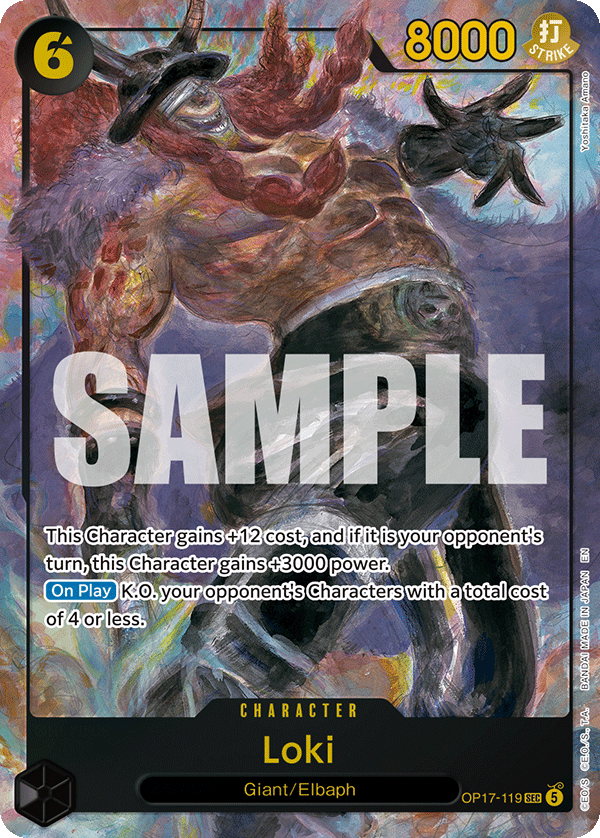 6
8000
打
STRIKE
Yoshitaka Amano
SAMPLE
This Character gains +12 cost, and if it is your opponent's
turn, this Character gains +3000 power.
On Play K.O. your opponent's Characters with a total cost
of 4 or less.
CHARACTER
Loki
Giant/Elbaph
OP17-119 SEC 5
©EO/S ©E.O./S.,T.A. BANDAI MADE IN JAPAN EN